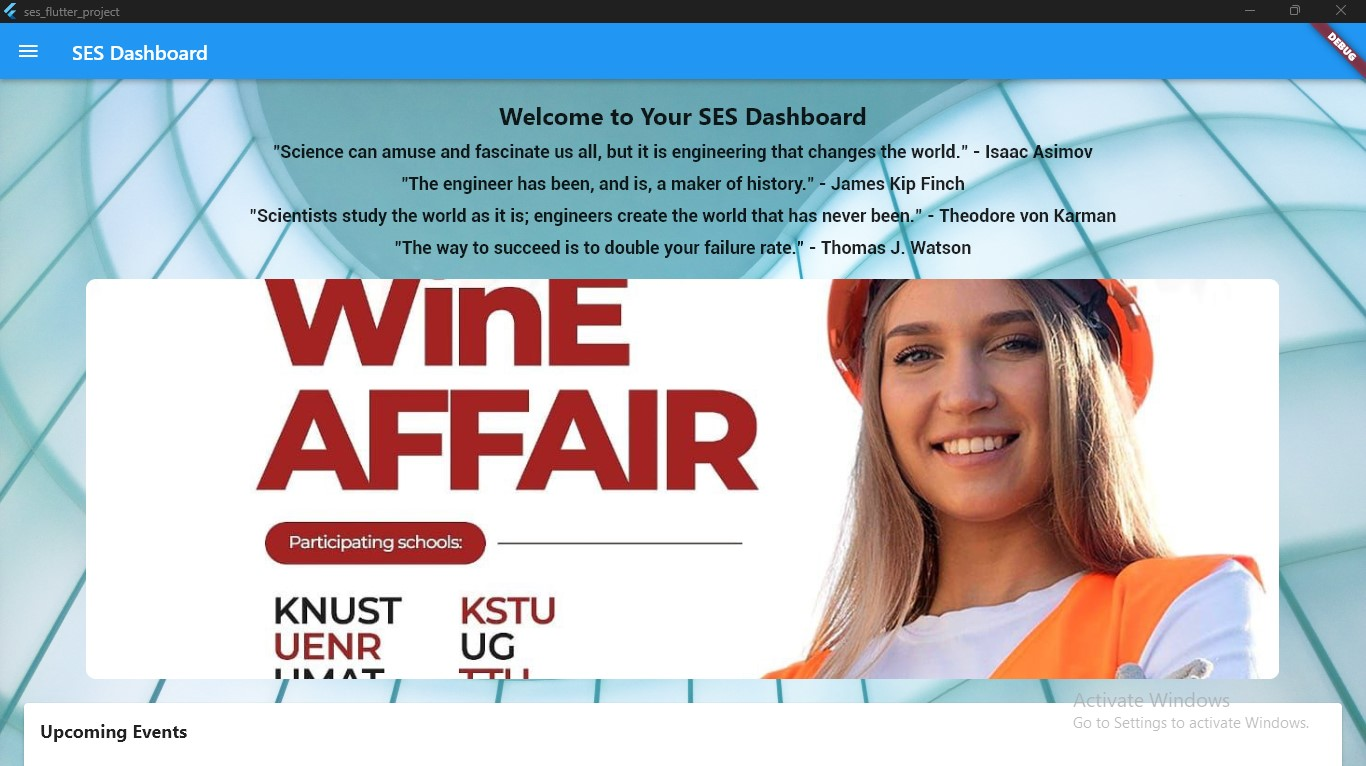 ses_flutter_project
SES Dashboard
DEBUG
Welcome to Your SES Dashboard
"Science can amuse and fascinate us all, but it is engineering that changes the world." - Isaac Asimov
"The engineer has been, and is, a maker of history." - James Kip Finch
"Scientists study the world as it is; engineers create the world that has never been." - Theodore von Karman
"The way to succeed is to double your failure rate." - Thomas J. Watson
WinE
AFFAIR
Participating schools:
KNUST KSTU
UENR UG
UMAT TTU
Activate Windows
Go to Settings to activate Windows.
Upcoming Events